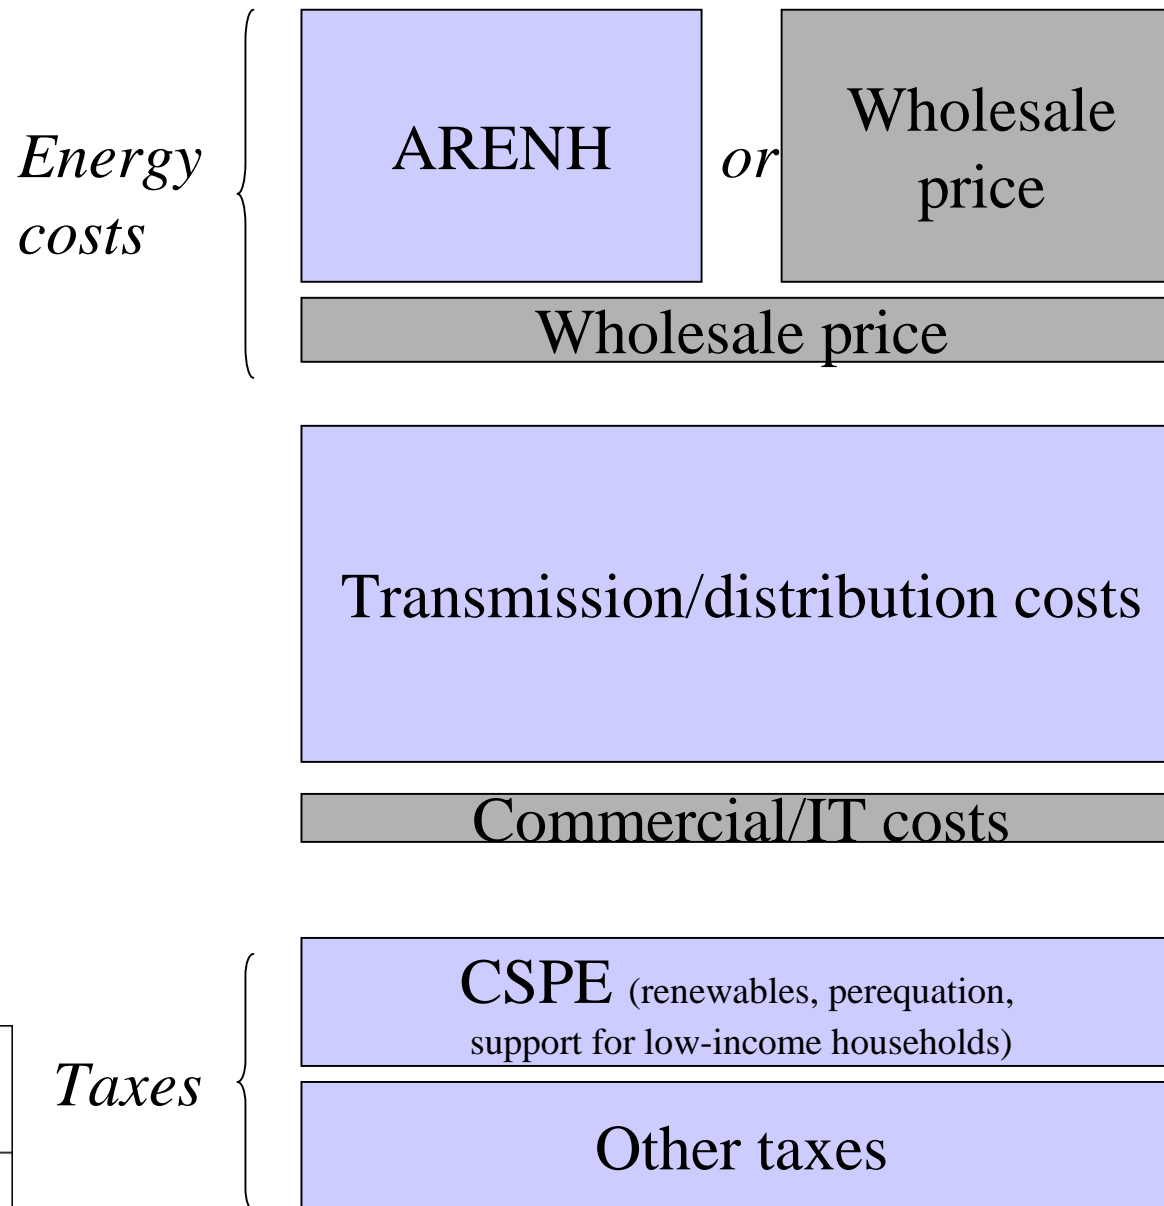 Energy
costs
ARENH
or
Wholesale
price
Wholesale price
Transmission/distribution costs
Commercial/IT costs
Taxes
CSPE (renewables, perequation,
support for low-income households)
Other taxes